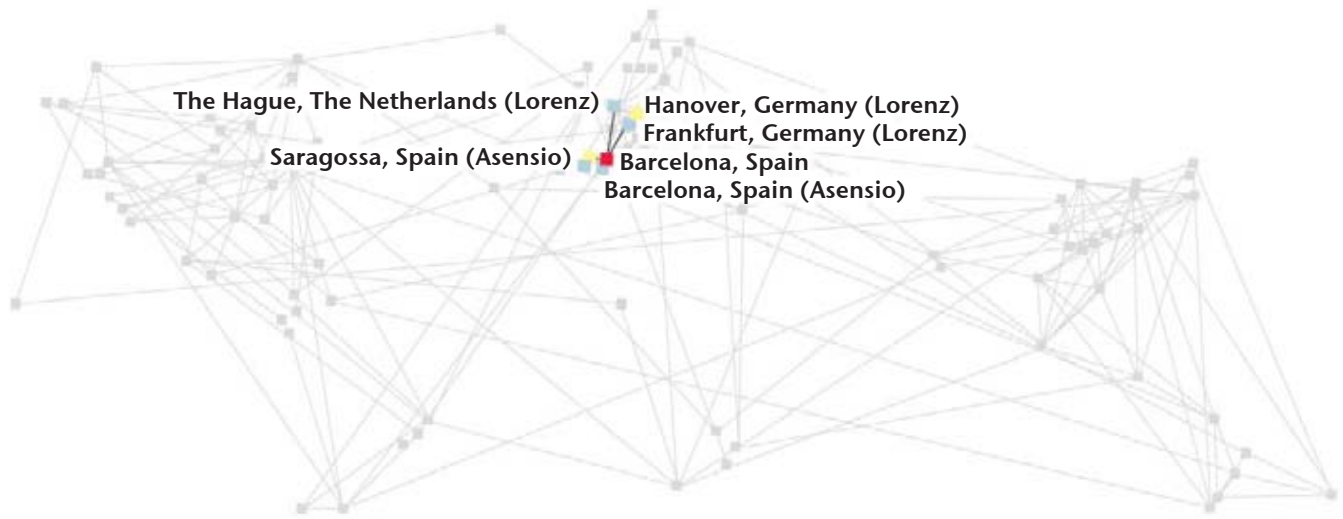 The Hague, The Netherlands (Lorenz)
Hanover, Germany (Lorenz)
Frankfurt, Germany (Lorenz)
Saragossa, Spain (Asensio)
Barcelona, Spain
Barcelona, Spain (Asensio)